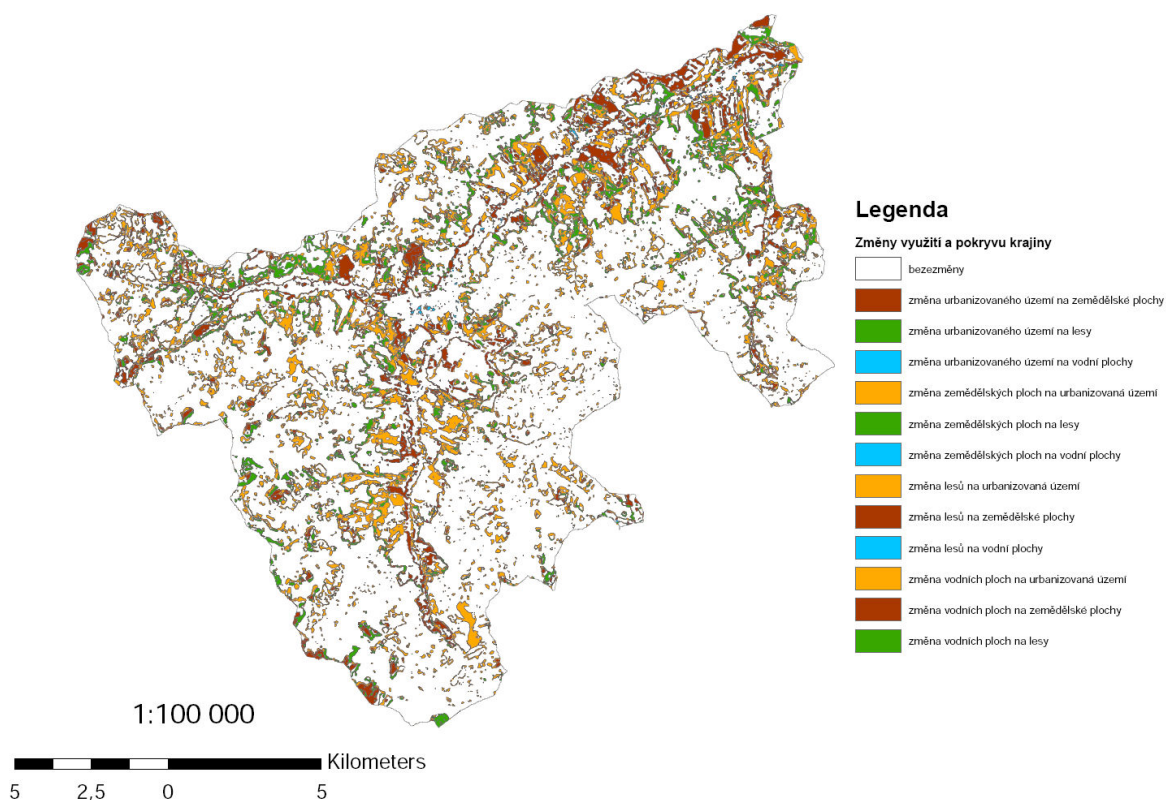 Legenda
Změny využití a pokryvu krajiny
bezezměny
změna urbanizovaného území na zemědělské plochy
změna urbanizovaného území na lesy
změna urbanizovaného území na vodní plochy
změna zemědělských ploch na urbanizovaná území
změna zemědělských ploch na lesy
změna zemědělských ploch na vodní plochy
změna lesů na urbanizovaná území
změna lesů na zemědělské plochy
změna lesů na vodní plochy
změna vodních ploch na urbanizovaná území
změna vodních ploch na zemědělské plochy
změna vodních ploch na lesy
1:100 000
Kilometers
5 2,5 0 5